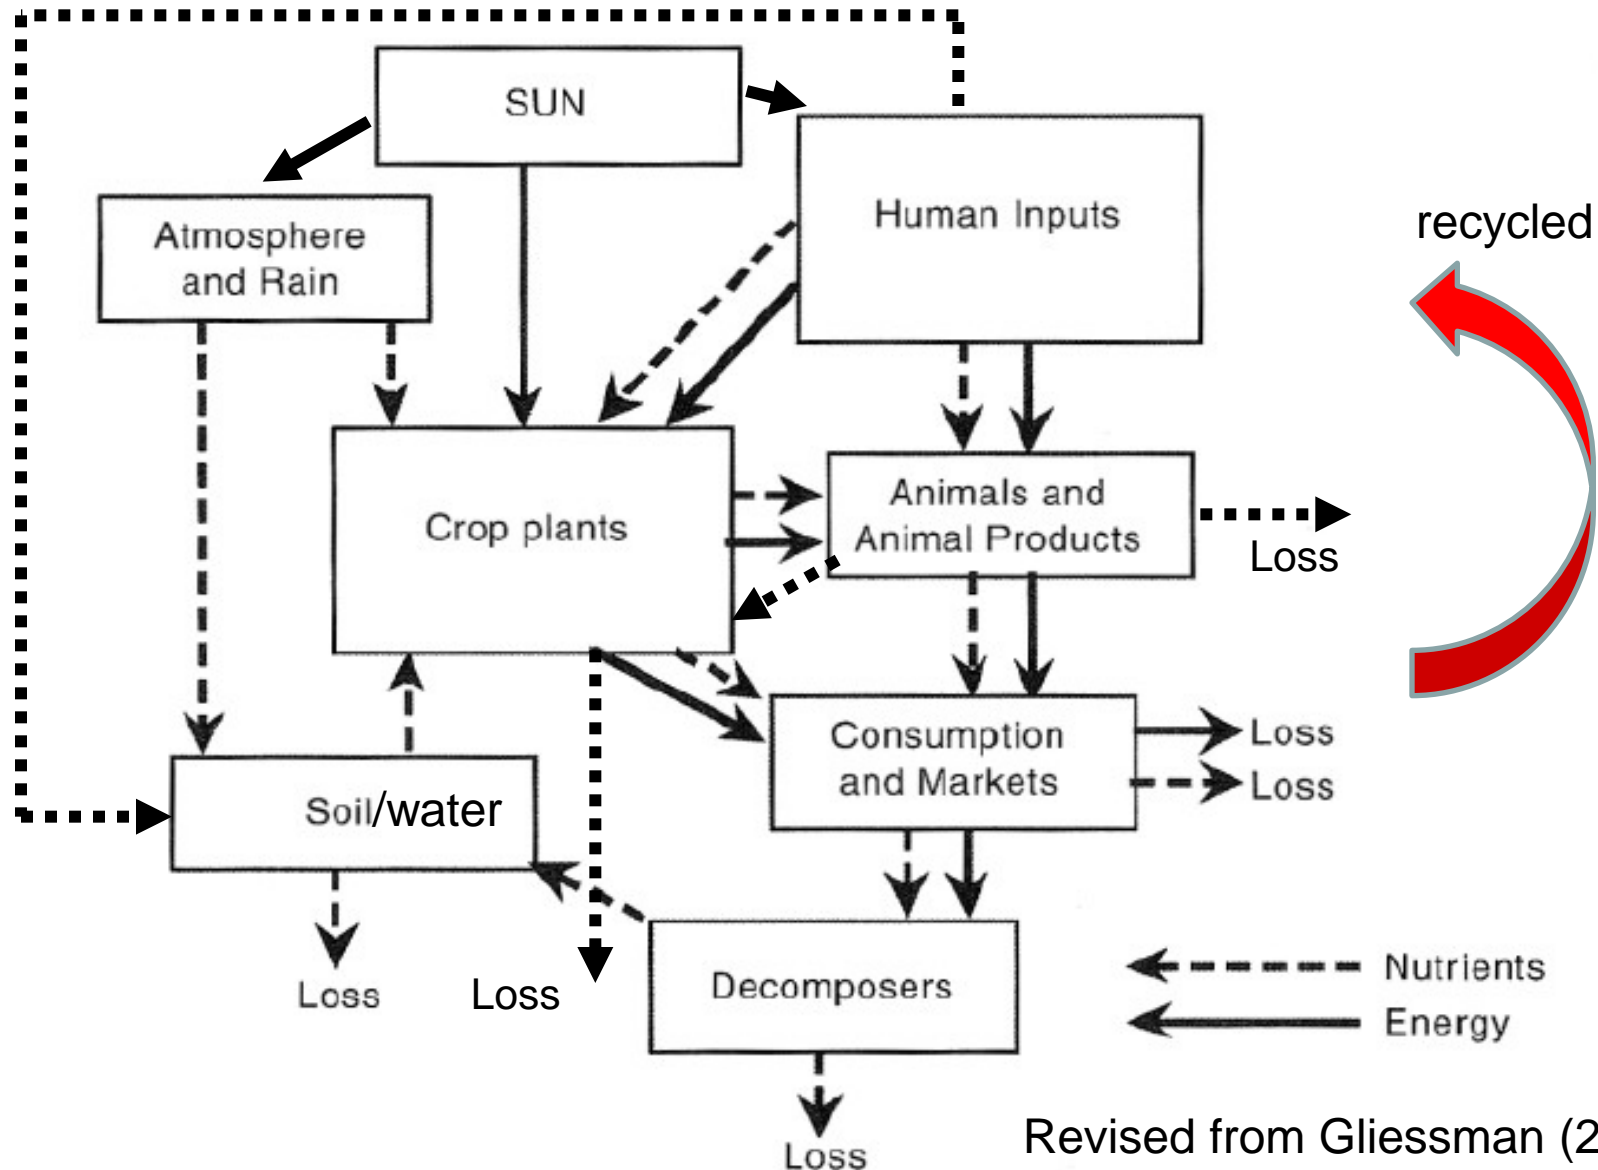 SUN
Human Inputs
recycled
Atmosphere
and Rain
Crop plants
Animals and
Animal Products
Loss
Consumption
and Markets
Loss
Loss
Soil/water
Loss
Loss
Decomposers
Nutrients
Energy
Loss
Revised from Gliessman (2